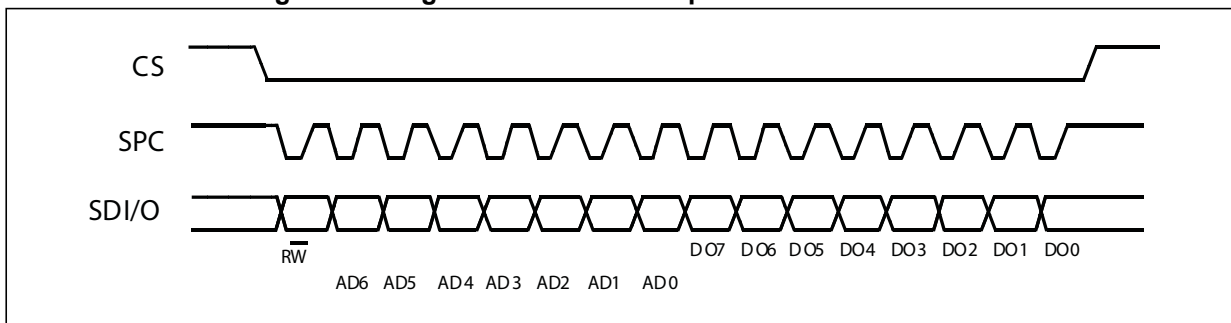 CS
SPC
SDI/O
RW
DO7 DO6 DO5 DO4 DO3 DO2 DO1 DO0
AD6 AD5 AD4 AD3 AD2 AD1 AD0